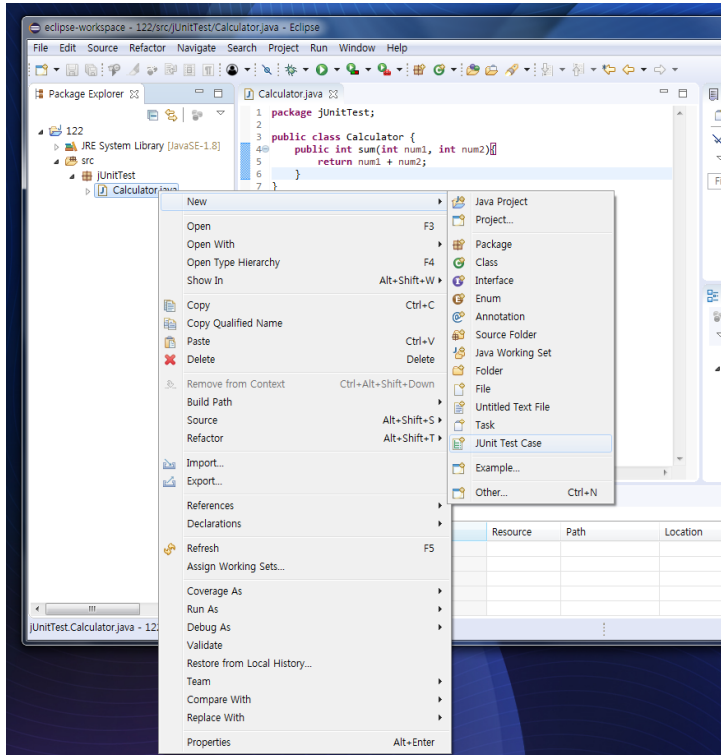 eclipse-workspace - 122/src/jUnitTest/Calculator.java - Eclipse
File Edit Source Refactor Navigate Search Project Run Window Help
Package Explorer
122
JRE System Library [JavaSE-1.8]
src
jUnitTest
Calculator.java
Calculator.java
1 package jUnitTest;
2
3 public class Calculator {
4 public int sum(int num1, int num2){
5 return num1 + num2;
6 }
7 }
New
Open F3
Open With
Open Type Hierarchy F4
Show In Alt+Shift+W
Copy Ctrl+C
Copy Qualified Name
Paste Ctrl+V
Delete Delete
Remove from Context Ctrl+Alt+Shift+Down
Build Path
Source Alt+Shift+S
Refactor Alt+Shift+T
Import...
Export...
References
Declarations
Refresh F5
Assign Working Sets...
Coverage As
Run As
Debug As
Validate
Restore from Local History...
Team
Compare With
Replace With
Properties Alt+Enter
Java Project
Project...
Package
Class
Interface
Enum
Annotation
Source Folder
Java Working Set
Folder
File
Untitled Text File
Task
JUnit Test Case
Example...
Other... Ctrl+N
Resource Path Location
jUnitTest.Calculator.java - 12